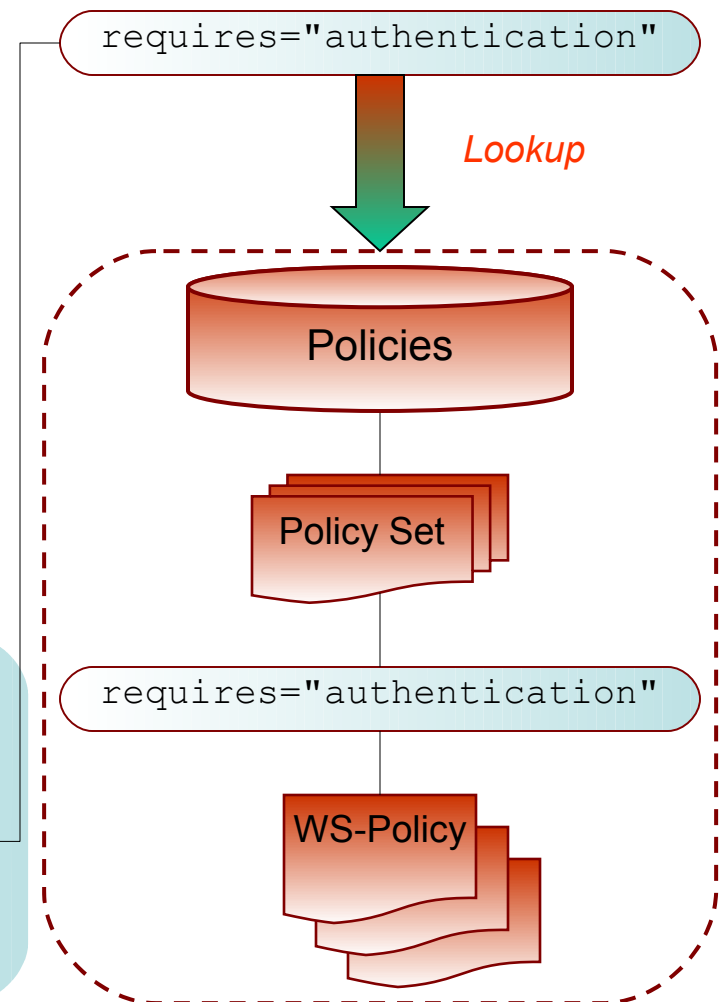 requires="authentication"
Lookup
Policies
Policy Set
requires="authentication"
WS-Policy